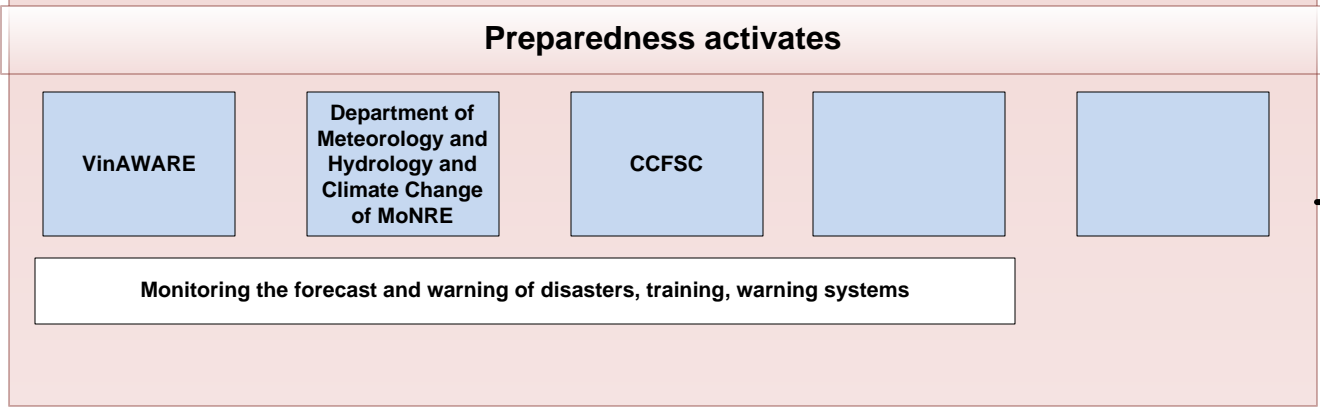 Preparedness activates
VinAWARE
Department of
Meteorology and
Hydrology and
Climate Change
of MoNRE
CCFSC
Monitoring the forecast and warning of disasters, training, warning systems